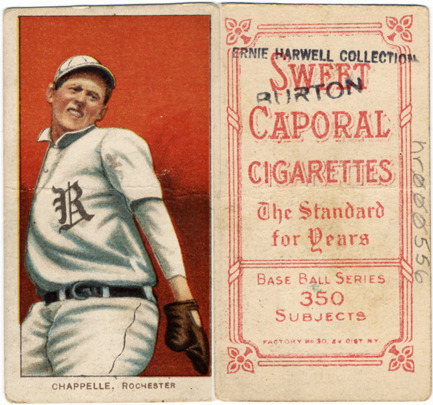 R
CHAPPELLE, ROCHESTER
ERNIE HARWELL COLLECTION
SWEET
BURTON
CAPORAL
CIGARETTES
The Standard
for Years
BASE BALL SERIES
350
SUBJECTS
FACTORY No. 30, 2d DIST. N.Y.
hr000556